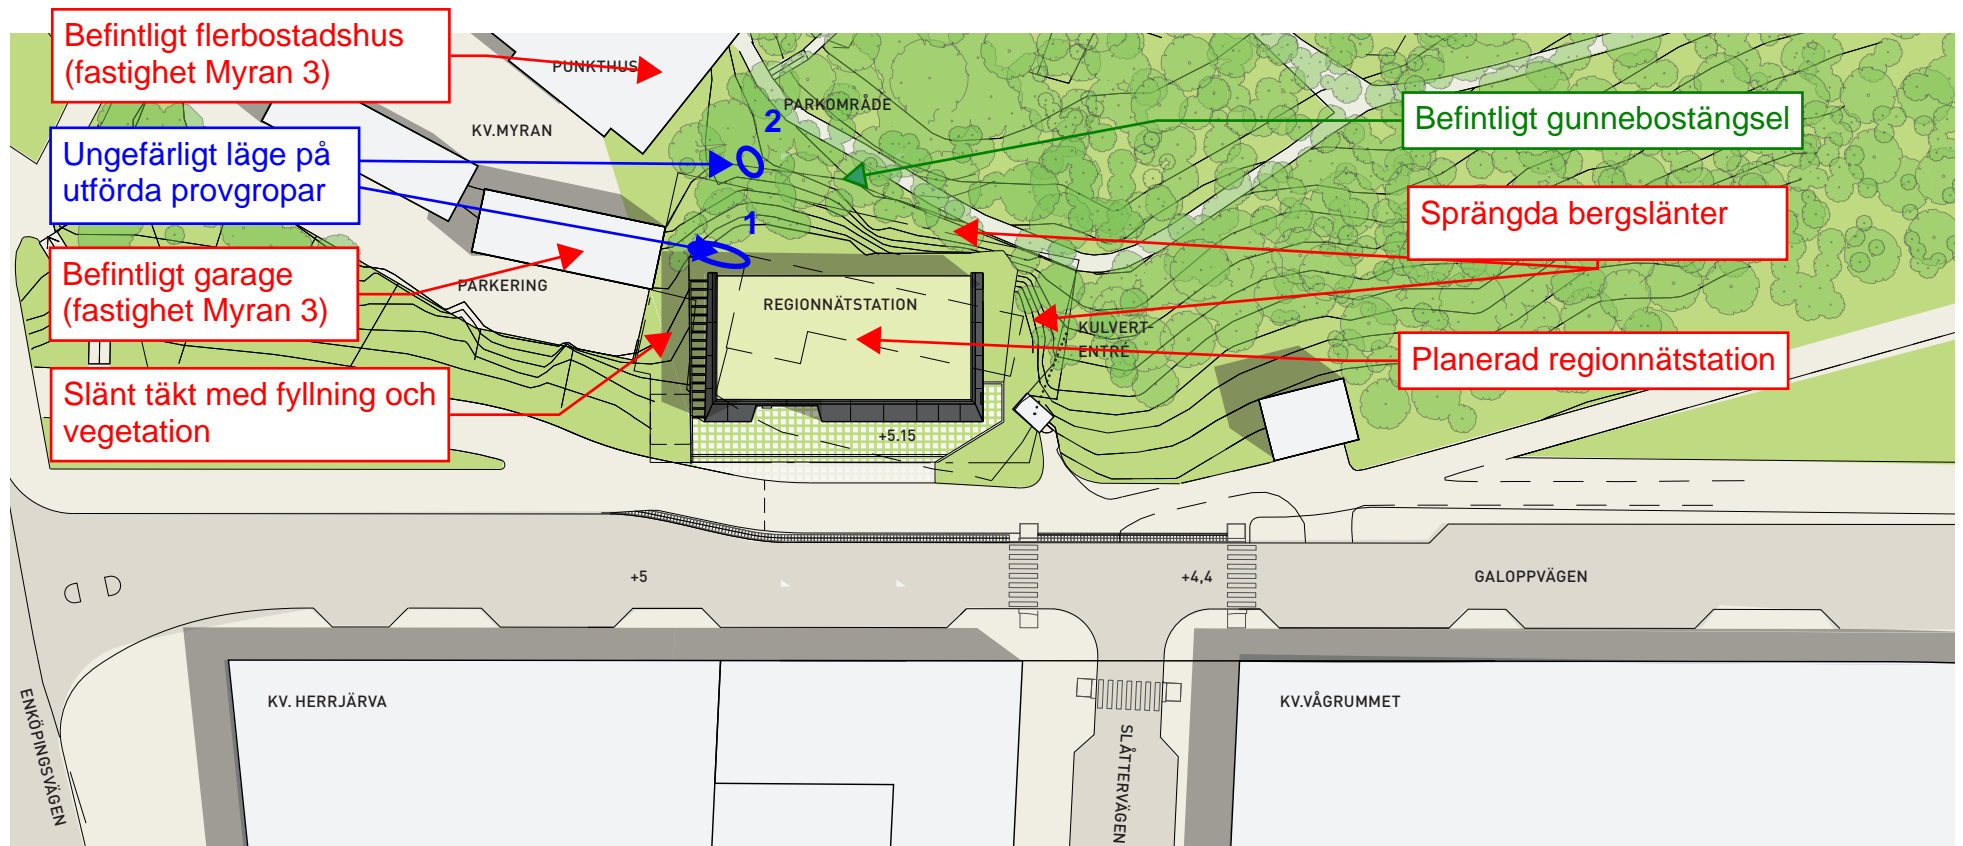 Befintligt flerbostadshus
(fastighet Myran 3)
PUNKTHUS
PARKOMRÅDE
KV.MYRAN
2
Befintligt gunnebostängsel
Ungefärligt läge på
utförda provgropar
1
Sprängda bergslänter
Befintligt garage
(fastighet Myran 3)
PARKERING
REGIONNÄTSTATION
KULVERT-
ENTRÉ
Planerad regionnätstation
Slänt täkt med fyllning och
vegetation
+5.15
+5
+4,4
GALOPPVÄGEN
KV. HERRJÄRVA
KV.VÅGRUMMET
ENKÖPINGSVÄGEN
SLÅTTERVÄGEN